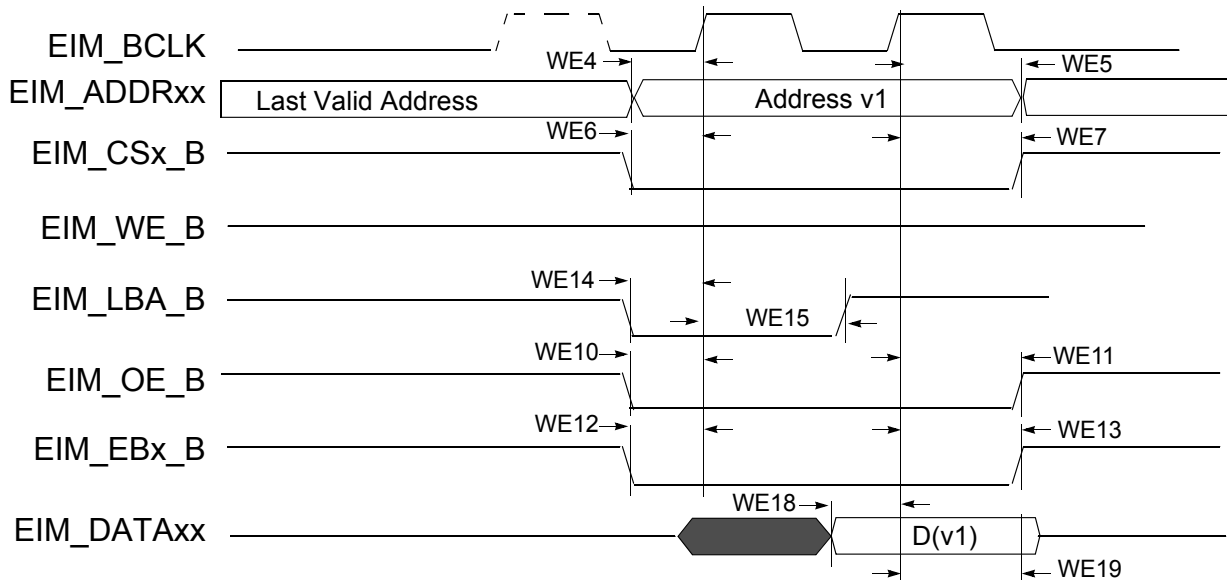 EIM_BCLK
WE4
WE5
EIM_ADDRxx
Last Valid Address
Address v1
WE6
WE7
EIM_CSx_B
EIM_WE_B
WE14
EIM_LBA_B
WE15
WE10
WE11
EIM_OE_B
WE12
WE13
EIM_EBx_B
WE18
EIM_DATAxx
D(v1)
WE19